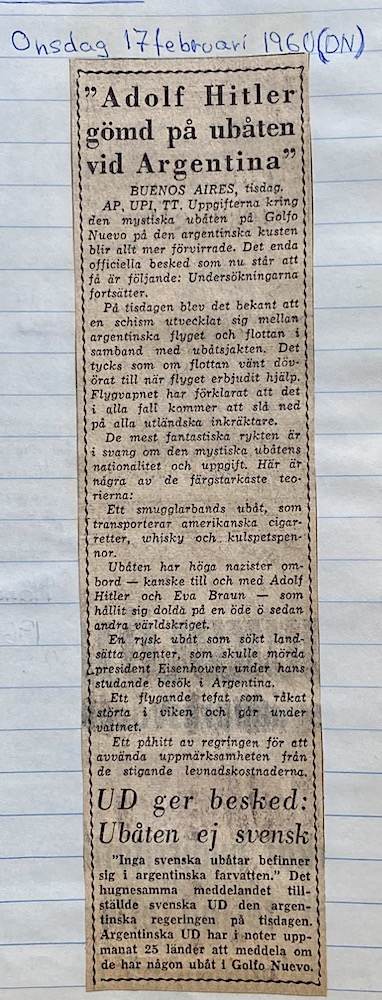 Onsdag 17 februari 1960 (DN)
"Adolf Hitler
gömd på ubåten
vid Argentina"
BUENOS AIRES, tisdag.
AP, UPI, TT. Uppgifterna kring
den mystiska ubåten på Golfo
Nuevo på den argentinska kusten
blir allt mer förvirrade. Det enda
officiella besked som nu står att
få är följande: Undersökningarna
fortsätter.
På tisdagen blev det bekant att
en schism utvecklat sig mellan
argentinska flyget och flottan i
samband med ubåtsjakten. Det
tycks som om flottan vänt döv-
örat till när flyget erbjudit hjälp.
Flygvapnet har förklarat att det
i alla fall kommer att slå ned
på alla utländska inkräktare.
De mest fantastiska rykten är
i svang om den mystiska ubåtens
nationalitet och uppgift. Här är
några av de färgstarkaste teo-
rierna:
Ett smugglarbands ubåt, som
transporterar amerikanska cigar-
retter, whisky och kulspetspen-
nor.
Ubåten har höga nazister om-
bord — kanske till och med Adolf
Hitler och Eva Braun — som
hållit sig dolda på en öde ö sedan
andra världskriget.
En rysk ubåt som sökt land-
sätta agenter, som skulle mörda
president Eisenhower under hans
stundande besök i Argentina.
Ett flygande tefat som råkat
störta i viken och går under
vattnet.
Ett påhitt av regringen för att
avvända uppmärksamheten från
de stigande levnadskostnaderna.
UD ger besked:
Ubåten ej svensk
"Inga svenska ubåtar befinner
sig i argentinska farvatten." Det
hugnesamma meddelandet till-
ställde svenska UD den argen-
tinska regeringen på tisdagen.
Argentinska UD har i noter upp-
manat 25 länder att meddela om
de har någon ubåt i Golfo Nuevo.